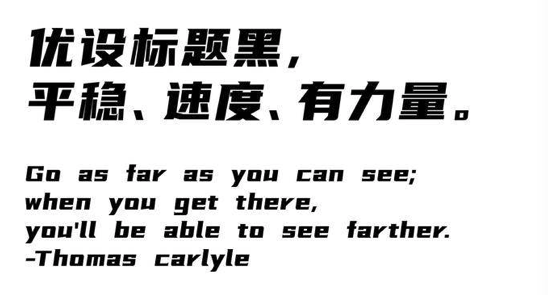 优设标题黑,
平稳、速度、有力量。
Go as far as you can see;
when you get there,
you'll be able to see farther.
-Thomas carlyle